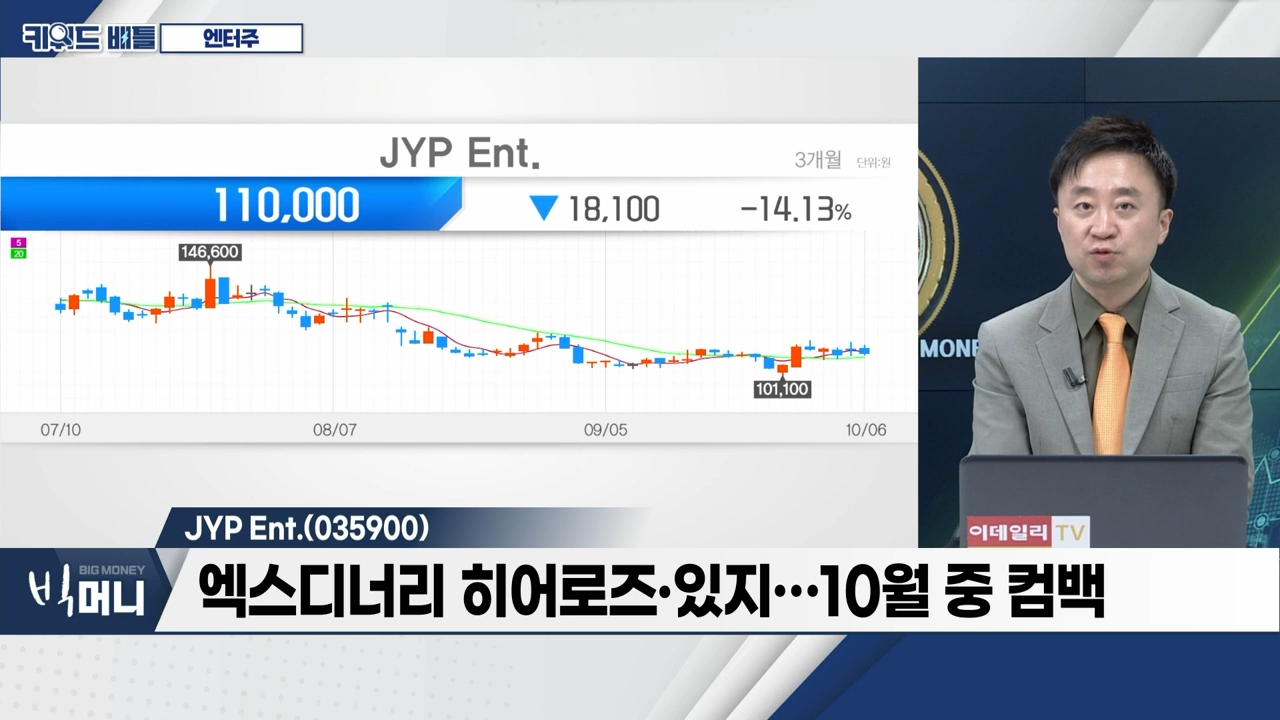 키워드 배틀 엔터주
JYP Ent.
3개월 단위:원
110,000 ▼ 18,100 -14.13%
5
20
146,600
101,100
07/10 08/07 09/05 10/06
MONE
이데일리 TV
JYP Ent.(035900)
BIG MONEY
빅머니
엑스디너리 히어로즈·있지…10월 중 컴백